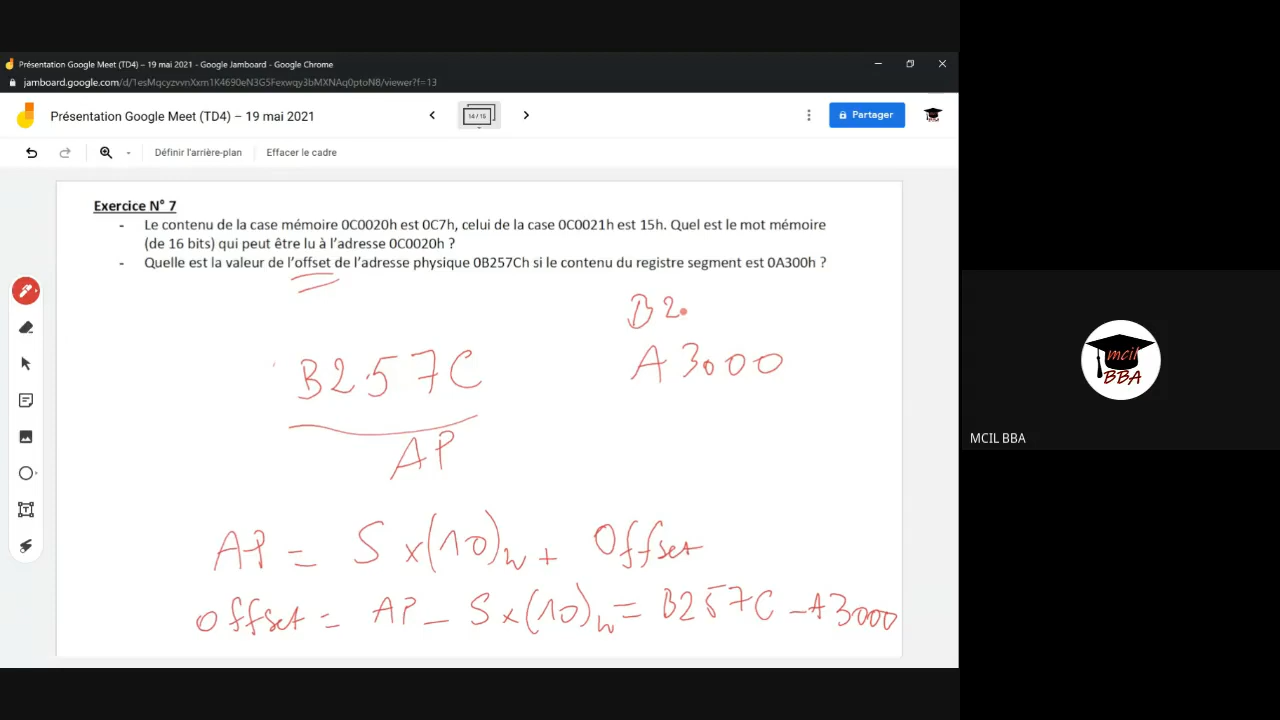 Présentation Google Meet (TD4) – 19 mai 2021 - Google Jamboard - Google Chrome
jamboard.google.com/d/1esMqcyzvvnXxm1K4690eN3G5Fexwqy3bMXNAq0ptoN8/viewer?f=13
Présentation Google Meet (TD4) – 19 mai 2021
14 / 15
Partager
Définir l'arrière-plan
Effacer le cadre
Exercice N° 7
- Le contenu de la case mémoire 0C0020h est 0C7h, celui de la case 0C0021h est 15h. Quel est le mot mémoire
(de 16 bits) qui peut être lu à l'adresse 0C0020h ?
- Quelle est la valeur de l'offset de l'adresse physique 0B257Ch si le contenu du registre segment est 0A300h ?
B2
A3000
B257C
AP
AP = S x (10)H + Offset
Offset = AP - S x (10)H = B257C - A3000
mcil
BBA
MCIL BBA